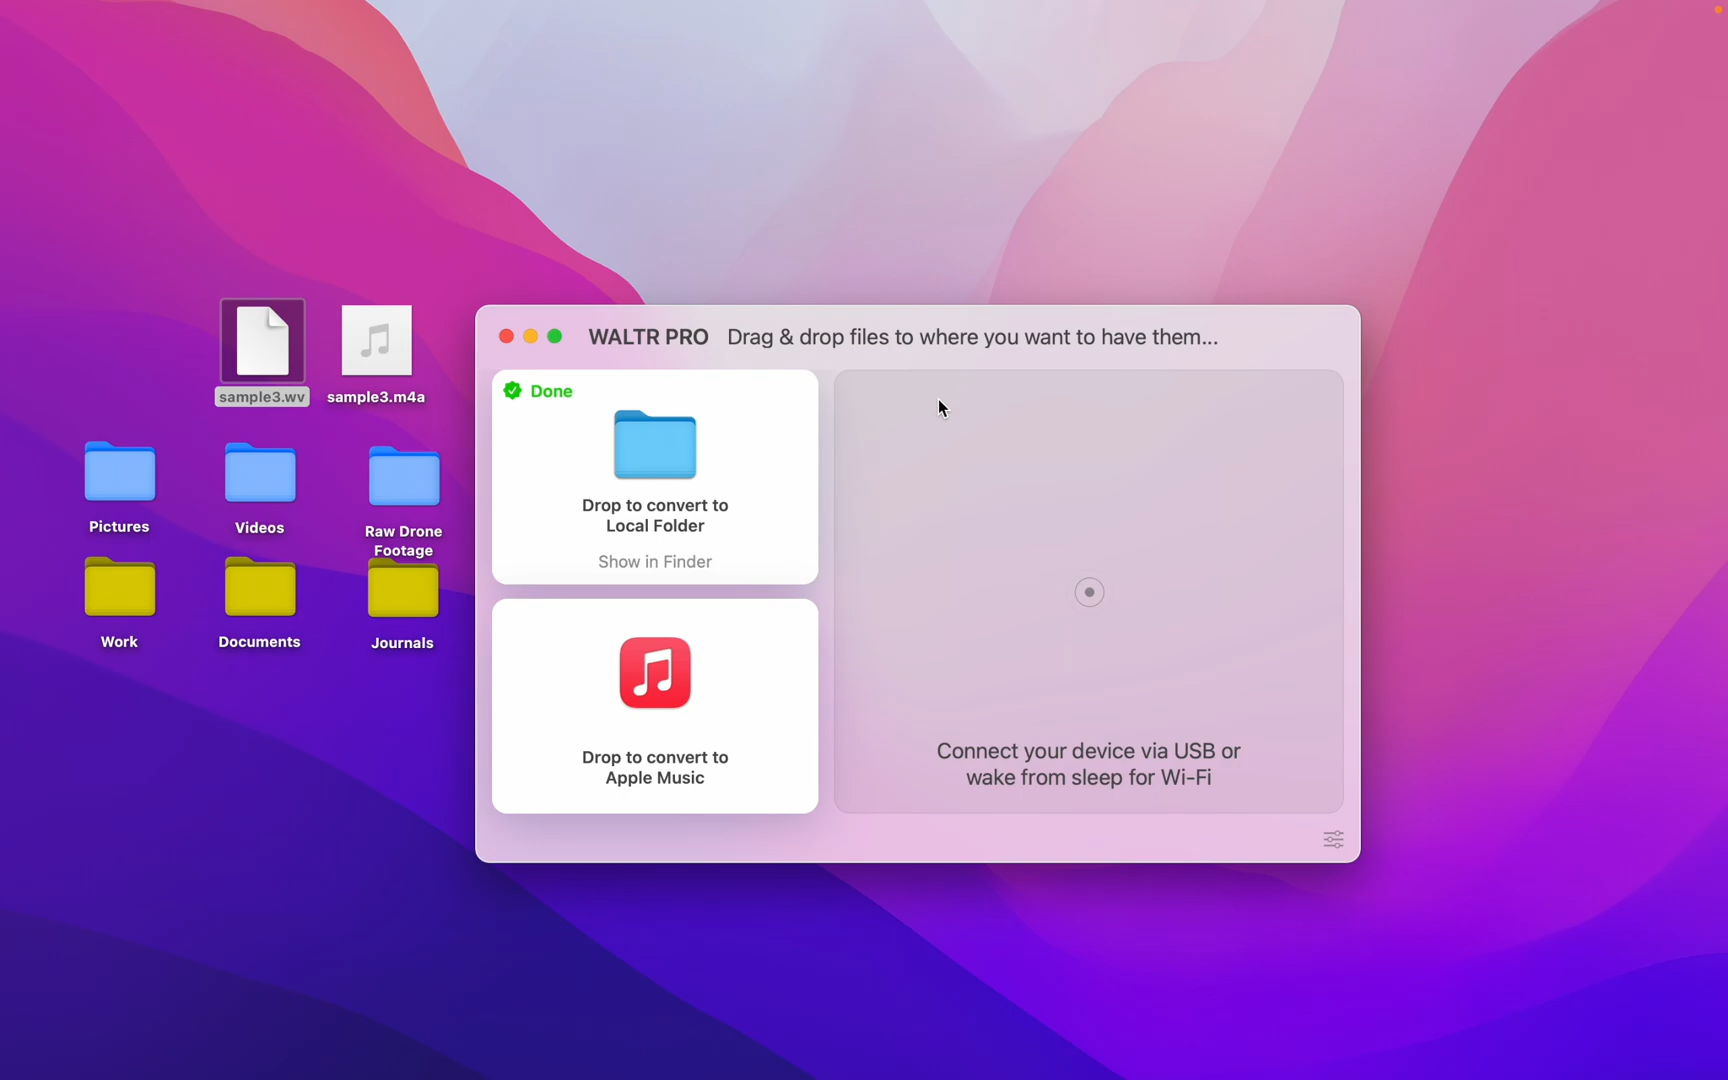 sample3.wv
sample3.m4a
Pictures
Videos
Raw Drone
Footage
Work
Documents
Journals
WALTR PRO Drag & drop files to where you want to have them...
Done
Drop to convert to
Local Folder
Show in Finder
Drop to convert to
Apple Music
Connect your device via USB or
wake from sleep for Wi-Fi